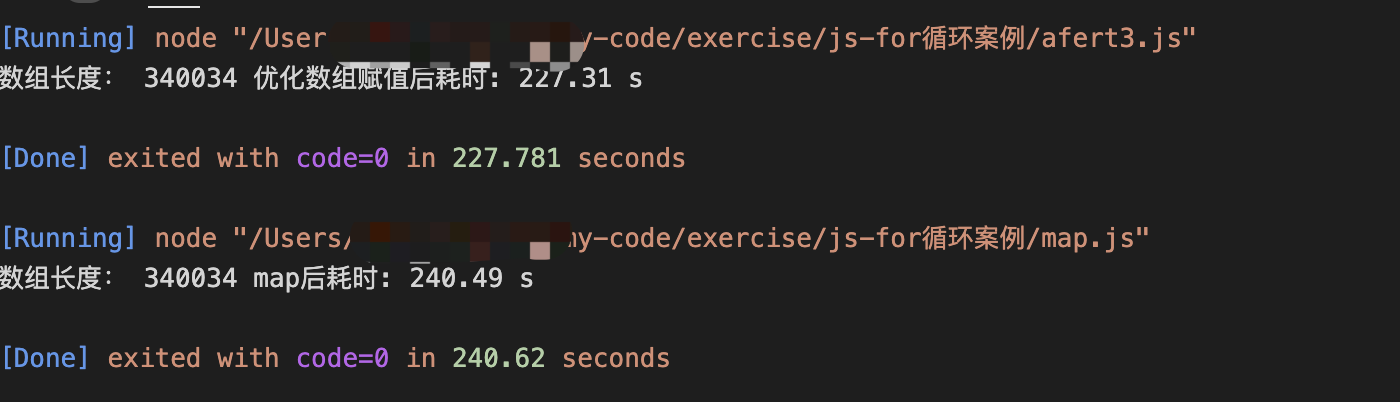 [Running] node "/User y-code/exercise/js-for循环案例/afert3.js"
数组长度: 340034 优化数组赋值后耗时: 227.31 s
[Done] exited with code=0 in 227.781 seconds
[Running] node "/Users/ my-code/exercise/js-for循环案例/map.js"
数组长度: 340034 map后耗时: 240.49 s
[Done] exited with code=0 in 240.62 seconds